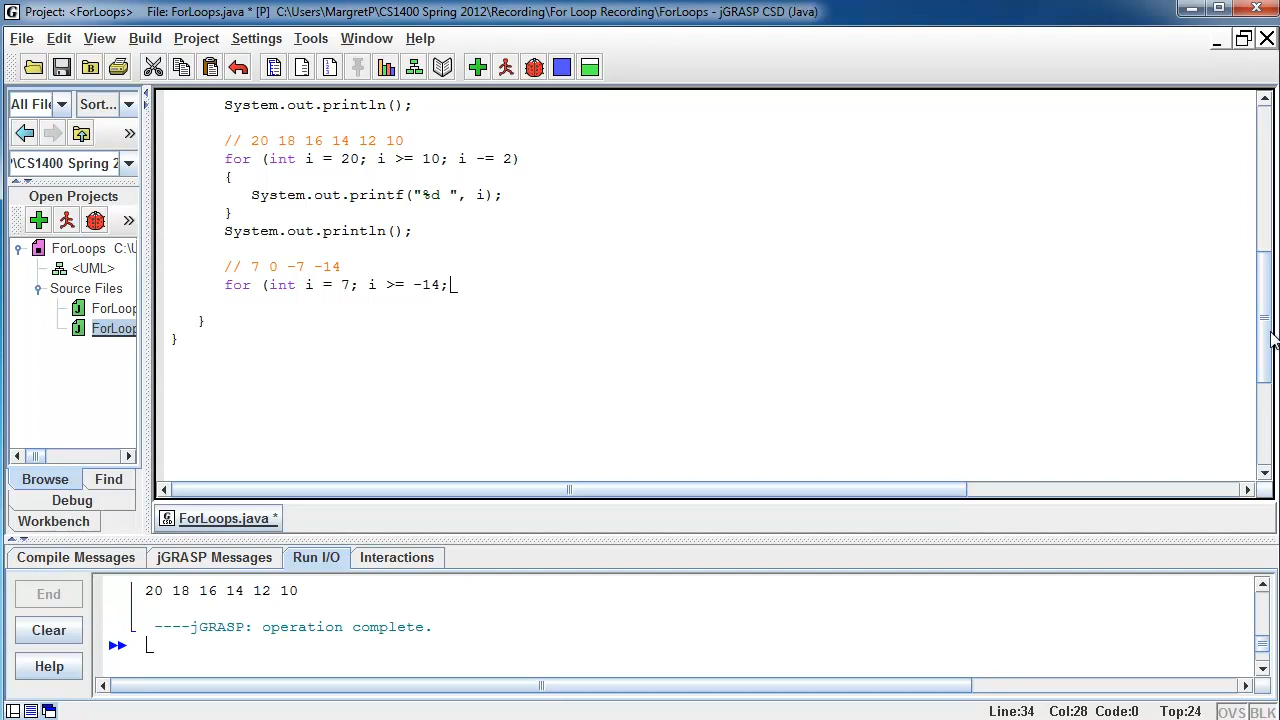 Project: <ForLoops>   File: ForLoops.java * [P]  C:\Users\MargretP\CS1400 Spring 2012\Recording\For Loop Recording\ForLoops - jGRASP CSD (Java)
File Edit View Build Project Settings Tools Window Help
All File
Sort...
»
\CS1400 Spring 2
Open Projects
»
ForLoops C:\U
<UML>
Source Files
ForLoop
ForLoop
Browse Find
Debug
Workbench
System.out.println();
// 20 18 16 14 12 10
for (int i = 20; i >= 10; i -= 2)
{
System.out.printf("%d ", i);
}
System.out.println();
// 7 0 -7 -14
for (int i = 7; i >= -14;
}
}
ForLoops.java *
Compile Messages jGRASP Messages Run I/O Interactions
End
Clear
Help
20 18 16 14 12 10
----jGRASP: operation complete.
Line:34 Col:28 Code:0 Top:24 OVS BLK